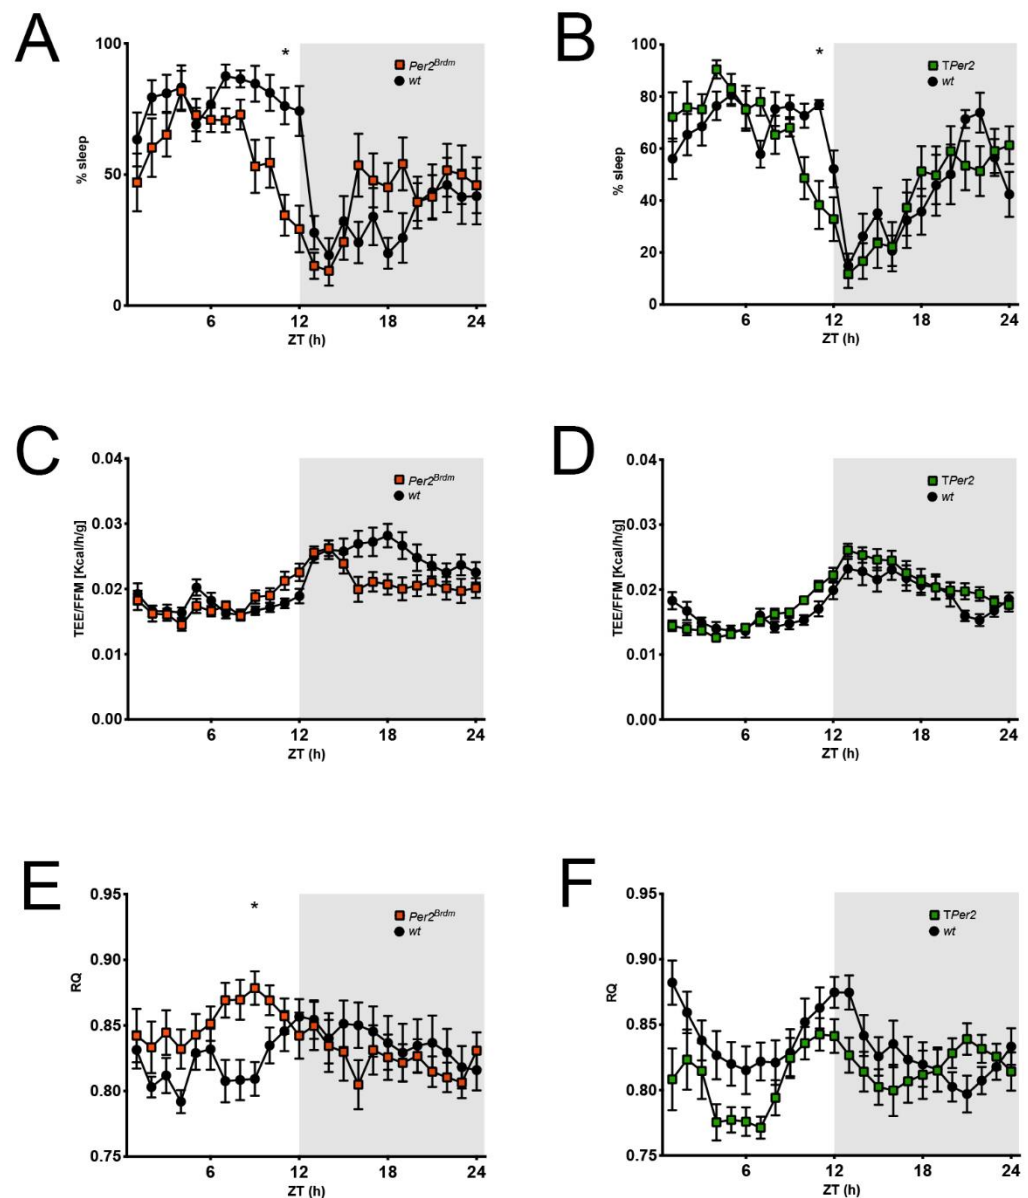 A
100
*
Per2Brdm
wt
% sleep
50
0
6
12
24
ZT (h)
B
100
*
TPer2
wt
80
% sleep
60
40
20
0
6
12
18
24
ZT (h)
C
0.04
Per2Brdm
wt
TEE/FFM [Kcal/h/g]
0.03
0.02
0.01
0.00
6
12
18
24
ZT (h)
D
0.04
TPer2
wt
TEE/FFM [Kcal/h/g]
0.03
0.02
0.01
0.00
6
12
18
24
ZT (h)
E
0.95
*
Per2Brdm
wt
RQ
0.90
0.85
0.80
0.75
6
12
18
24
ZT (h)
F
0.95
TPer2
wt
RQ
0.90
0.85
0.80
0.75
6
12
18
24
ZT (h)